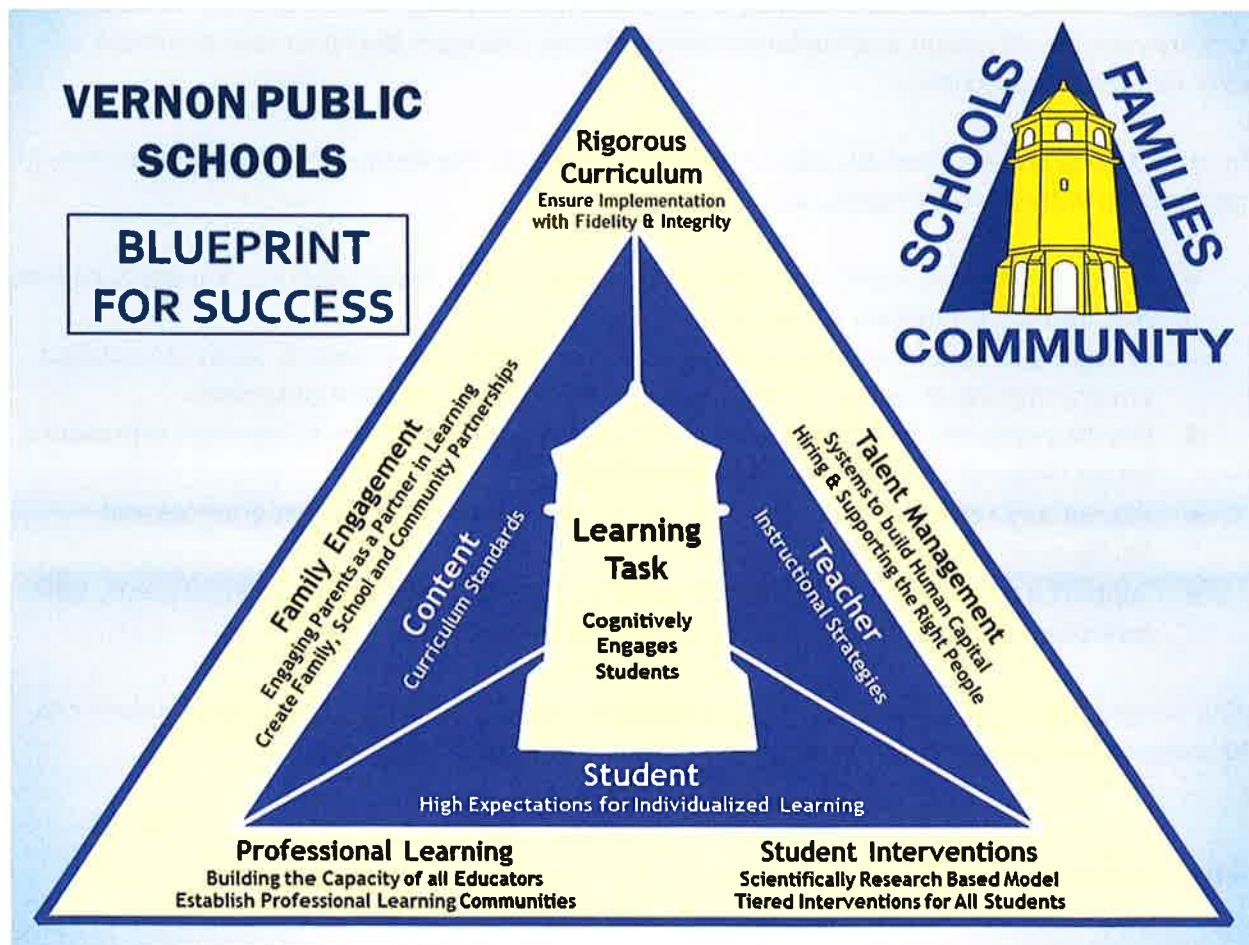 VERNON PUBLIC
SCHOOLS
BLUEPRINT
FOR SUCCESS
SCHOOLS
FAMILIES
COMMUNITY
Rigorous
Curriculum
Ensure Implementation
with Fidelity & Integrity
Family Engagement
Engaging Parents as a Partner in Learning
Create Family, School and Community Partnerships
Content
Curriculum Standards
Learning
Task
Cognitively
Engages
Students
Teacher
Instructional Strategies
Talent Management
Systems to build Human Capital
Hiring & Supporting the Right People
Student
High Expectations for Individualized Learning
Professional Learning
Building the Capacity of all Educators
Establish Professional Learning Communities
Student Interventions
Scientifically Research Based Model
Tiered Interventions for All Students